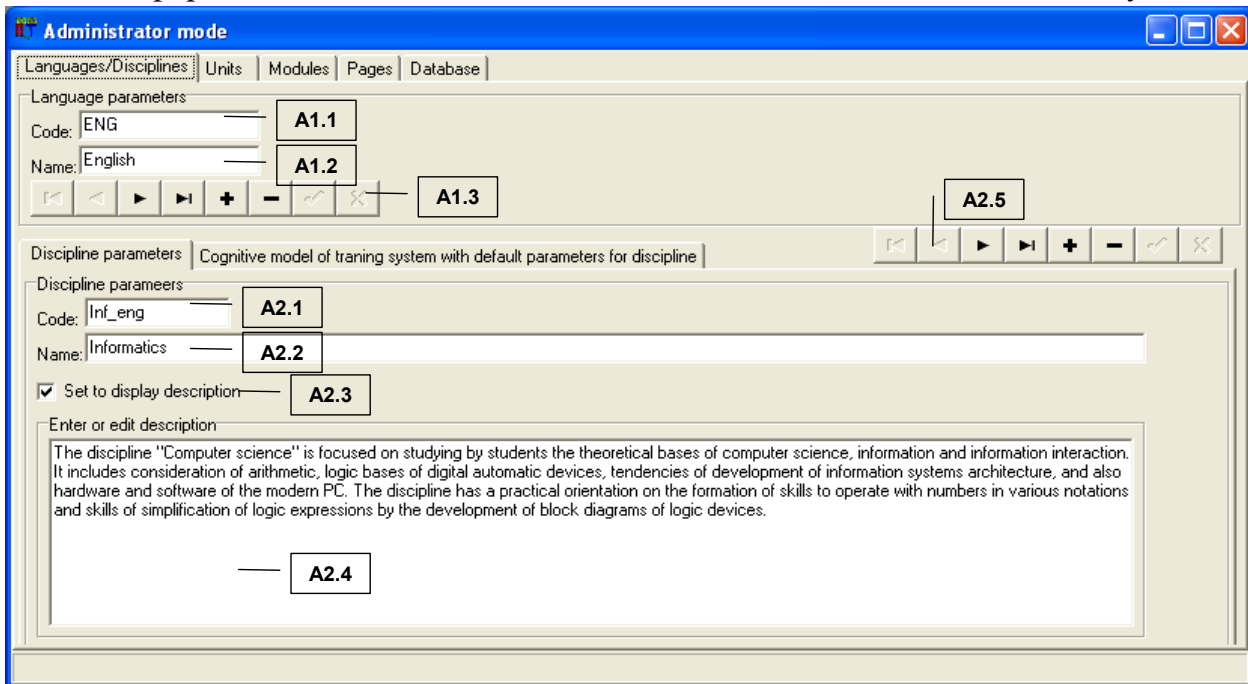 Administrator mode
Languages/Disciplines Units Modules Pages Database
Language parameters
Code: ENG A1.1
Name: English A1.2
A1.3 A2.5
Discipline parameters Cognitive model of traning system with default parameters for discipline
Discipline parameers
Code: Inf_eng A2.1
Name: Informatics A2.2
Set to display description A2.3
Enter or edit description
The discipline "Computer science" is focused on studying by students the theoretical bases of computer science, information and information interaction.
It includes consideration of arithmetic, logic bases of digital automatic devices, tendencies of development of information systems architecture, and also
hardware and software of the modern PC. The discipline has a practical orientation on the formation of skills to operate with numbers in various notations
and skills of simplification of logic expressions by the development of block diagrams of logic devices.
A2.4